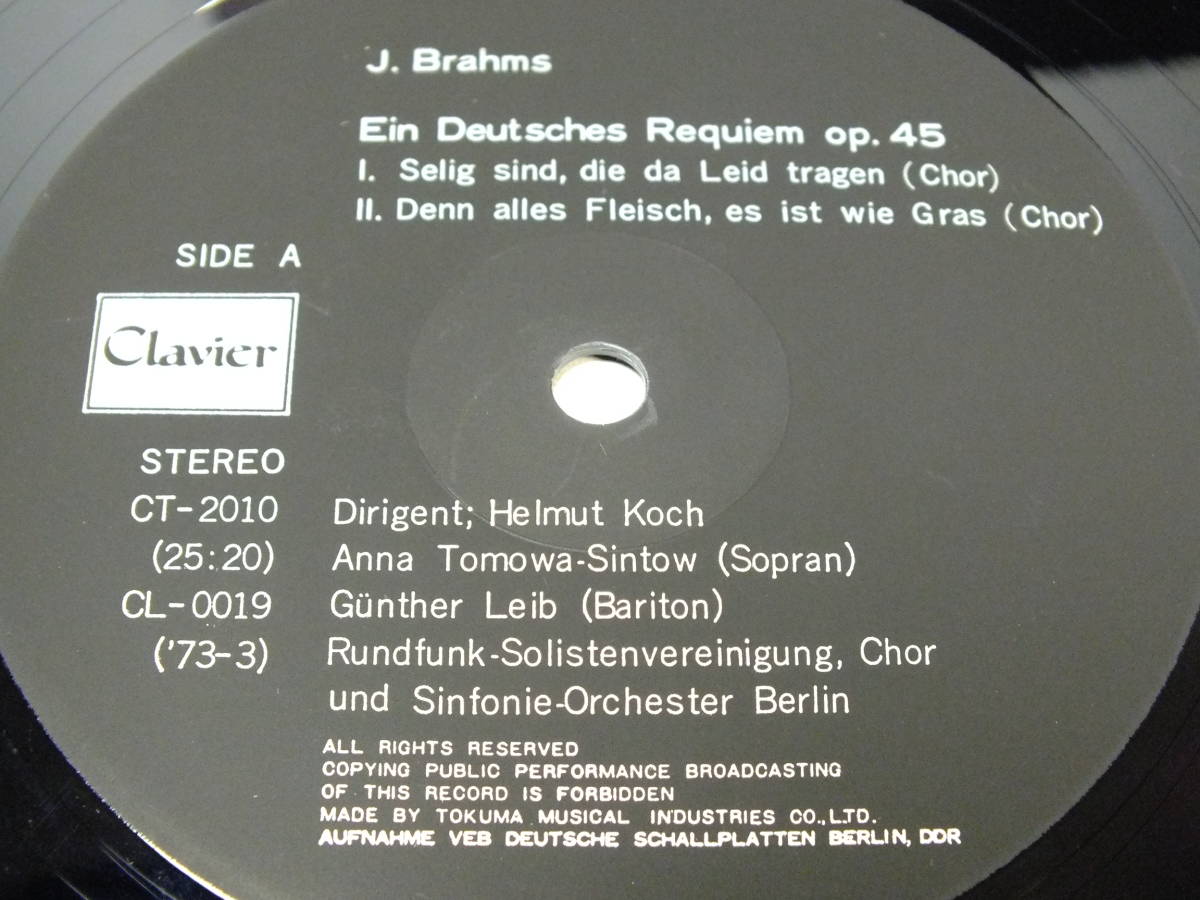 J. Brahms
Ein Deutsches Requiem op. 45
I. Selig sind, die da Leid tragen (Chor)
II. Denn alles Fleisch, es ist wie Gras (Chor)
SIDE A
Clavier
STEREO
CT-2010
(25:20)
CL-0019
('73-3)
Dirigent; Helmut Koch
Anna Tomowa-Sintow (Sopran)
Günther Leib (Bariton)
Rundfunk-Solistenvereinigung, Chor
und Sinfonie-Orchester Berlin
ALL RIGHTS RESERVED
COPYING PUBLIC PERFORMANCE BROADCASTING
OF THIS RECORD IS FORBIDDEN
MADE BY TOKUMA MUSICAL INDUSTRIES CO.,LTD.
AUFNAHME VEB DEUTSCHE SCHALLPLATTEN BERLIN, DDR